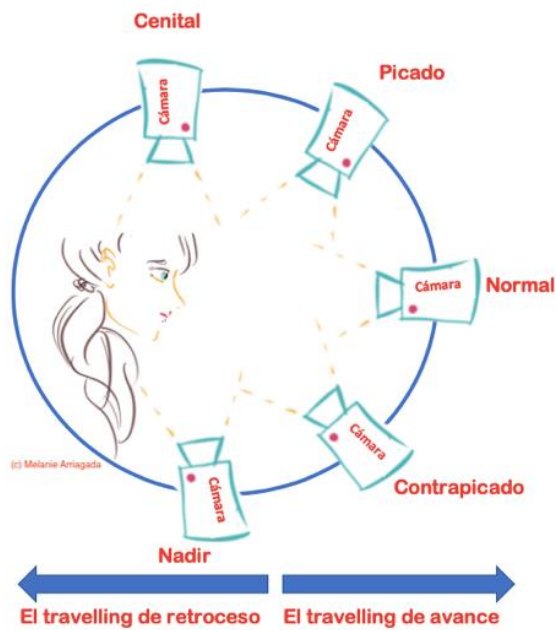 Cenital
Picado
Cámara
Cámara
Cámara
Normal
(c) Melanie Arriagada
Cámara
Cámara
Contrapicado
Nadir
El travelling de retroceso
El travelling de avance